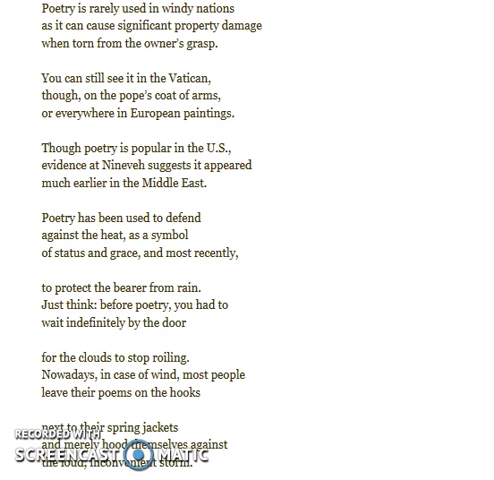 Poetry is rarely used in windy nations
as it can cause significant property damage
when torn from the owner's grasp.
You can still see it in the Vatican,
though, on the pope's coat of arms,
or everywhere in European paintings.
Though poetry is popular in the U.S.,
evidence at Nineveh suggests it appeared
much earlier in the Middle East.
Poetry has been used to defend
against the heat, as a symbol
of status and grace, and most recently,
to protect the bearer from rain.
Just think: before poetry, you had to
wait indefinitely by the door
for the clouds to stop roiling.
Nowadays, in case of wind, most people
leave their poems on the hooks
next to their spring jackets
and merely hood themselves against
the loud, inconvenient storm.
RECORDED WITH
SCREENCAST MATIC